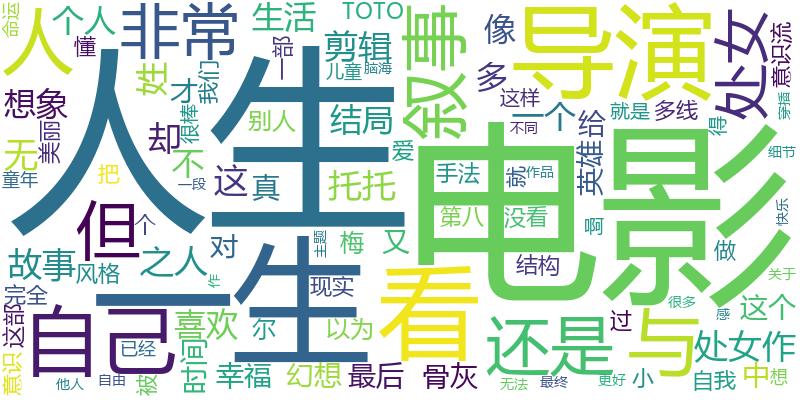 命运
个人
非常
生活
TOTO
叙事
像
导演
处女
意识流
人
懂
姓
我们
一部
剪辑
儿童
脑海
多
这样
一个
就是
多线
穿插
想象
才
很棒
却
别人
结局
英雄
给
不同
得
无
美丽
不
这
真
托托
爱
手法
就
作品
细节
童年
把
一段
人生
电影
第八
没看
啊
快乐
但
个
对
主题
梅
又
结构
做
关于
故事
风格
之人
作
现实
看
很多
感
完全
一生
这个
这部
自己
喜欢
尔
以为
还是
与
过
处女作
意识
已经
时间
他人
自由
被
幸福
幻想
最后
骨灰
无法
最终
更好
小
自我
中
想